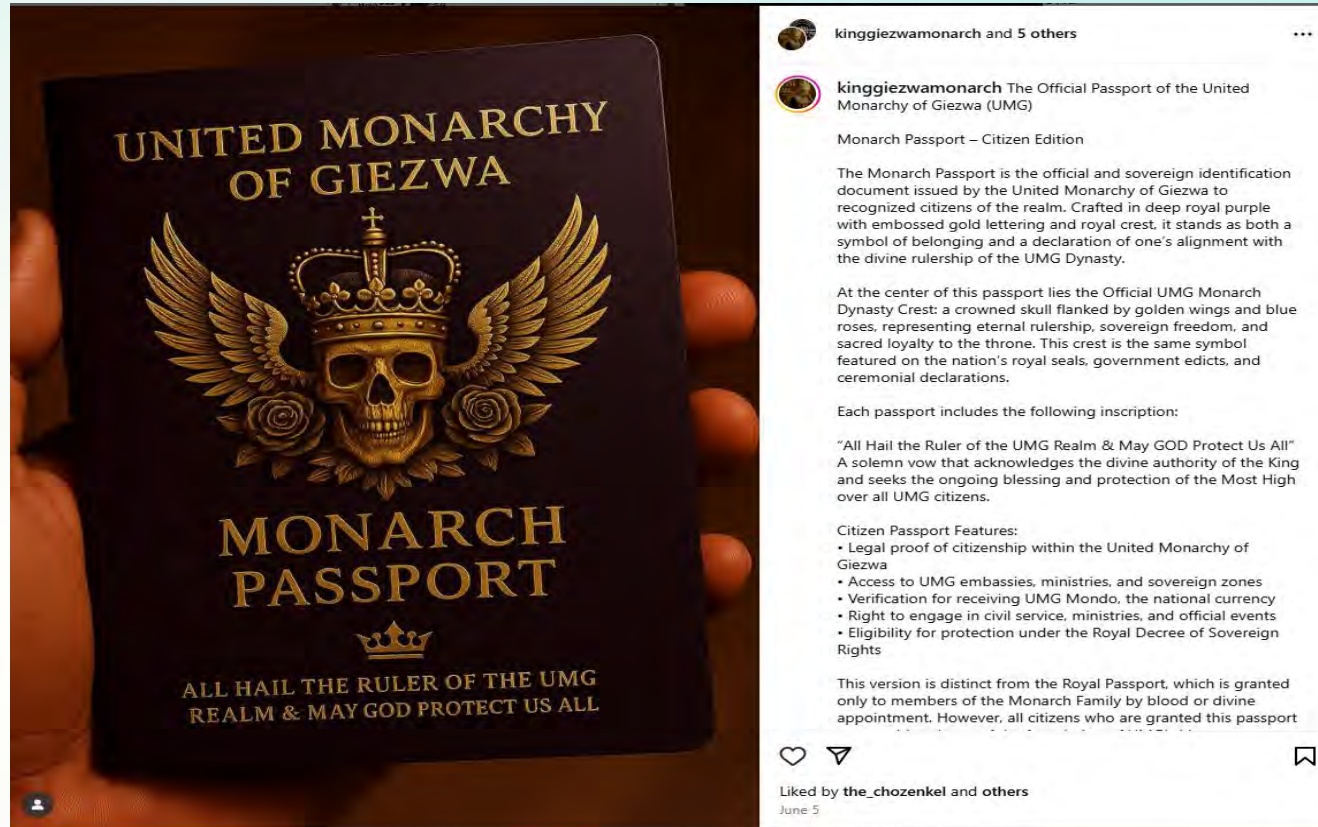 UNITED MONARCHY
OF GIEZWA
MONARCH
PASSPORT
ALL HAIL THE RULER OF THE UMG
REALM & MAY GOD PROTECT US ALL
kinggiezwamonarch and 5 others
kinggiezwamonarch The Official Passport of the United
Monarchy of Giezwa (UMG)
Monarch Passport – Citizen Edition
The Monarch Passport is the official and sovereign identification
document issued by the United Monarchy of Giezwa to
recognized citizens of the realm. Crafted in deep royal purple
with embossed gold lettering and royal crest, it stands as both a
symbol of belonging and a declaration of one's alignment with
the divine rulership of the UMG Dynasty.
At the center of this passport lies the Official UMG Monarch
Dynasty Crest: a crowned skull flanked by golden wings and blue
roses, representing eternal rulership, sovereign freedom, and
sacred loyalty to the throne. This crest is the same symbol
featured on the nation's royal seals, government edicts, and
ceremonial declarations.
Each passport includes the following inscription:
"All Hail the Ruler of the UMG Realm & May GOD Protect Us All"
A solemn vow that acknowledges the divine authority of the King
and seeks the ongoing blessing and protection of the Most High
over all UMG citizens.
Citizen Passport Features:
• Legal proof of citizenship within the United Monarchy of
Giezwa
• Access to UMG embassies, ministries, and sovereign zones
• Verification for receiving UMG Mondo, the national currency
• Right to engage in civil service, ministries, and official events
• Eligibility for protection under the Royal Decree of Sovereign
Rights
This version is distinct from the Royal Passport, which is granted
only to members of the Monarch Family by blood or divine
appointment. However, all citizens who are granted this passport
Liked by the_chozenkel and others
June 5